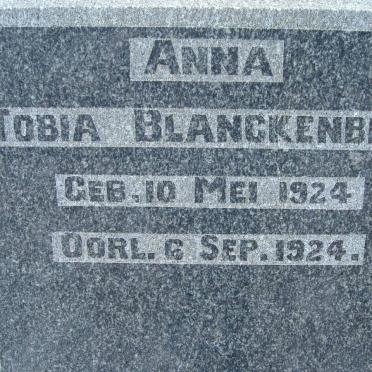 ANNA
TOBIA BLANCKENB
GEB. 10 MEI 1924
OORL. 6 SEP. 1924.